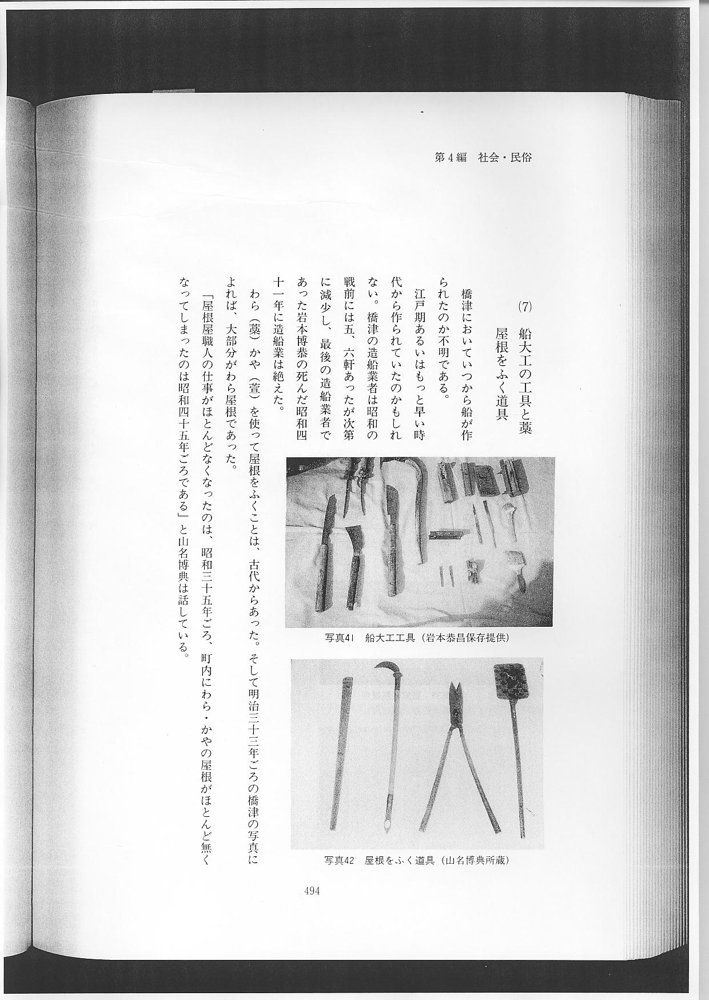 第4編　社会・民俗
(7)　船大工の工具と藁
屋根をふく道具
橋津においていつから船が作
られたのか不明である。
江戸期あるいはもっと早い時
代から作られていたのかもしれ
ない。橋津の造船業者は昭和の
戦前には五、六軒あったが次第
に減少し、最後の造船業者で
あった岩本博恭の死んだ昭和四
十一年に造船業は絶えた。
わら（藁）かや（萱）を使って屋根をふくことは、古代からあった。そして明治三十三年ごろの橋津の写真に
よれば、大部分がわら屋根であった。
「屋根屋職人の仕事がほとんどなくなったのは、昭和三十五年ごろ、町内にわら・かやの屋根がほとんど無く
なってしまったのは昭和四十五年ごろである」と山名博典は話している。
写真41　船大工工具（岩本恭昌保存提供）
写真42　屋根をふく道具（山名博典所蔵）
494